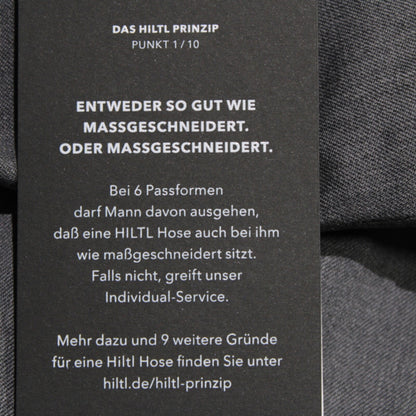 DAS HILTL PRINZIP
PUNKT 1 / 10
ENTWEDER SO GUT WIE
MASSGESCHNEIDERT.
ODER MASSGESCHNEIDERT.
Bei 6 Passformen
darf Mann davon ausgehen,
daß eine HILTL Hose auch bei ihm
wie maßgeschneidert sitzt.
Falls nicht, greift unser
Individual-Service.
Mehr dazu und 9 weitere Gründe
für eine Hiltl Hose finden Sie unter
hiltl.de/hiltl-prinzip